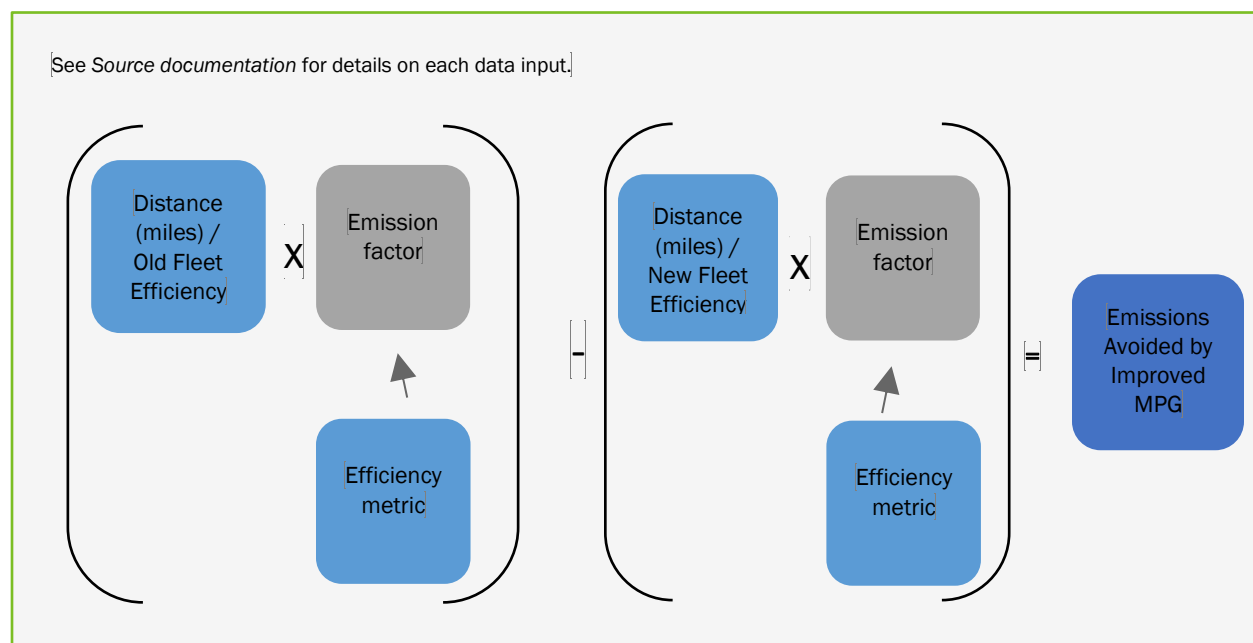 See Source documentation for details on each data input.
Distance
(miles) /
Old Fleet
Efficiency
X
Emission
factor
Efficiency
metric
-
Distance
(miles) /
New Fleet
Efficiency
X
Emission
factor
Efficiency
metric
=
Emissions
Avoided by
Improved
MPG